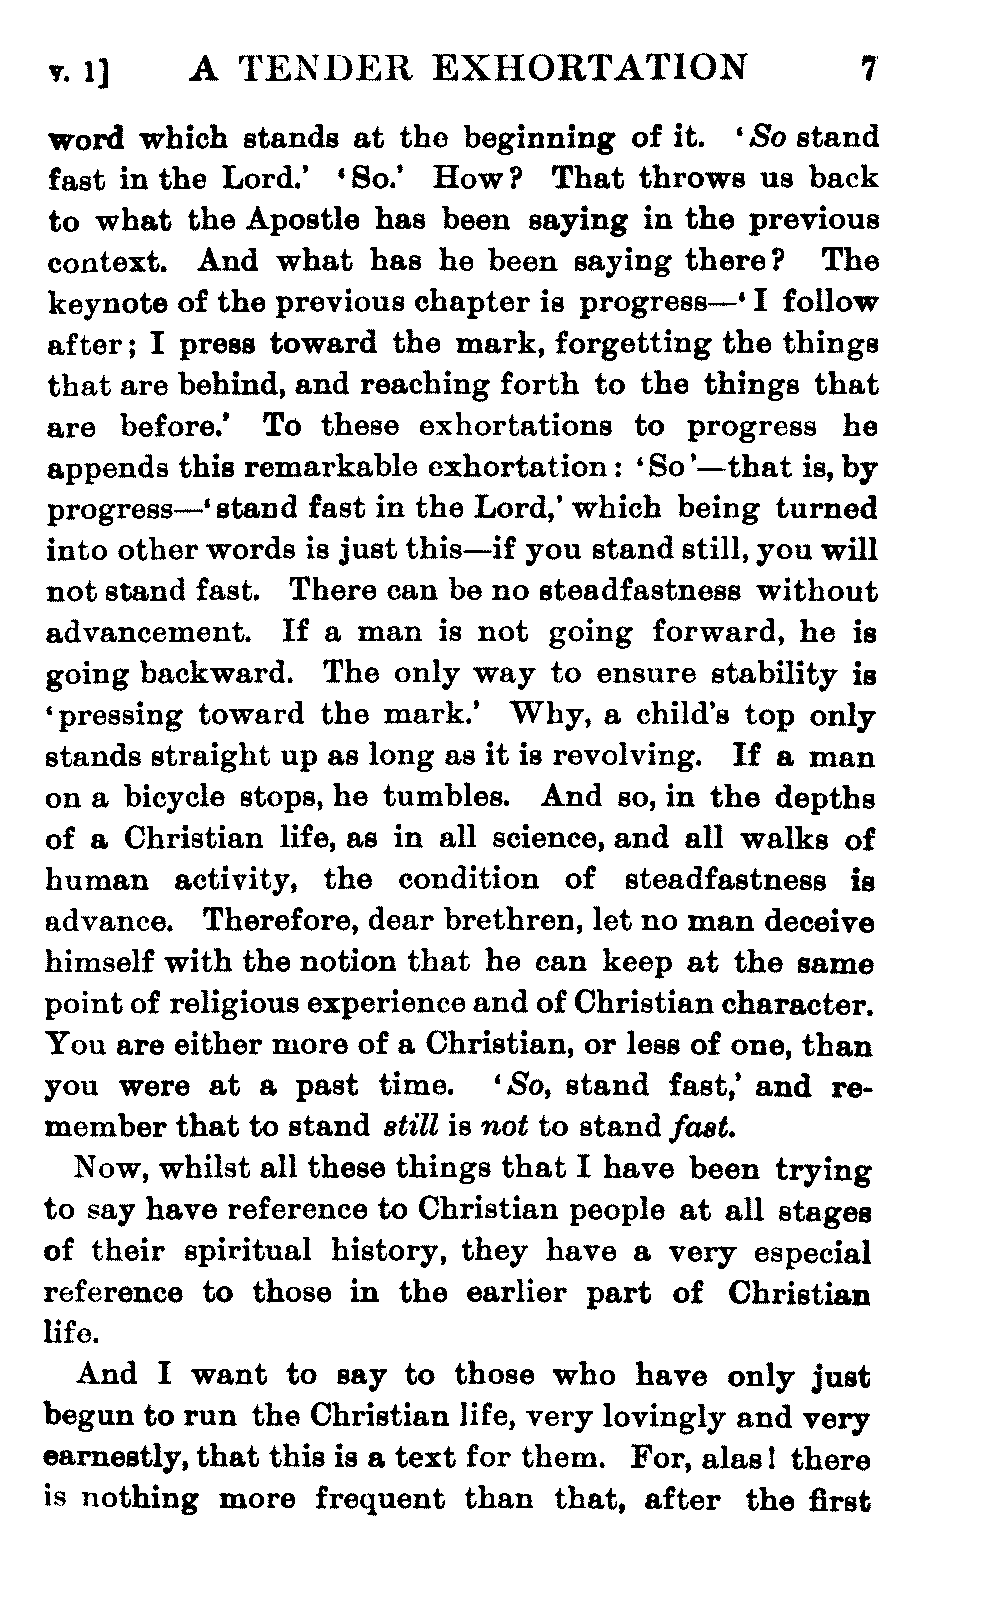 v. 1] A TENDER EXHORTATION 7
word which stands at the beginning of it. ‘So stand
fast in the Lord.’ ‘So.’ How? That throws us back
to what the Apostle has been saying in the previous
context. And what has he been saying there? The
keynote of the previous chapter is progress—‘I follow
after; I press toward the mark, forgetting the things
that are behind, and reaching forth to the things that
are before.’ To these exhortations to progress he
appends this remarkable exhortation: ‘So’—that is, by
progress—‘stand fast in the Lord,’ which being turned
into other words is just this—if you stand still, you will
not stand fast. There can be no steadfastness without
advancement. If a man is not going forward, he is
going backward. The only way to ensure stability is
‘pressing toward the mark.’ Why, a child’s top only
stands straight up as long as it is revolving. If a man
on a bicycle stops, he tumbles. And so, in the depths
of a Christian life, as in all science, and all walks of
human activity, the condition of steadfastness is
advance. Therefore, dear brethren, let no man deceive
himself with the notion that he can keep at the same
point of religious experience and of Christian character.
You are either more of a Christian, or less of one, than
you were at a past time. ‘So, stand fast,’ and re-
member that to stand still is not to stand fast.
Now, whilst all these things that I have been trying
to say have reference to Christian people at all stages
of their spiritual history, they have a very especial
reference to those in the earlier part of Christian
life.
And I want to say to those who have only just
begun to run the Christian life, very lovingly and very
earnestly, that this is a text for them. For, alas! there
is nothing more frequent than that, after the first